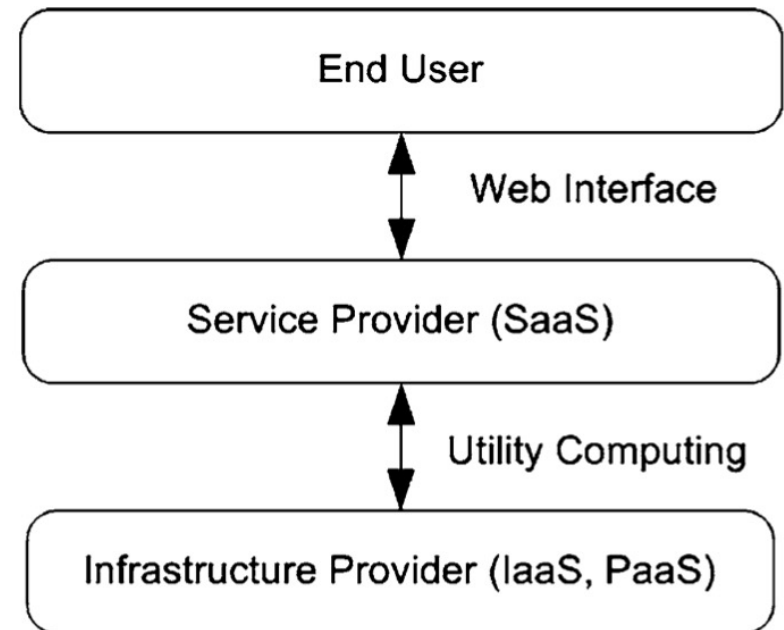 End User
Web Interface
Service Provider (SaaS)
Utility Computing
Infrastructure Provider (IaaS, PaaS)